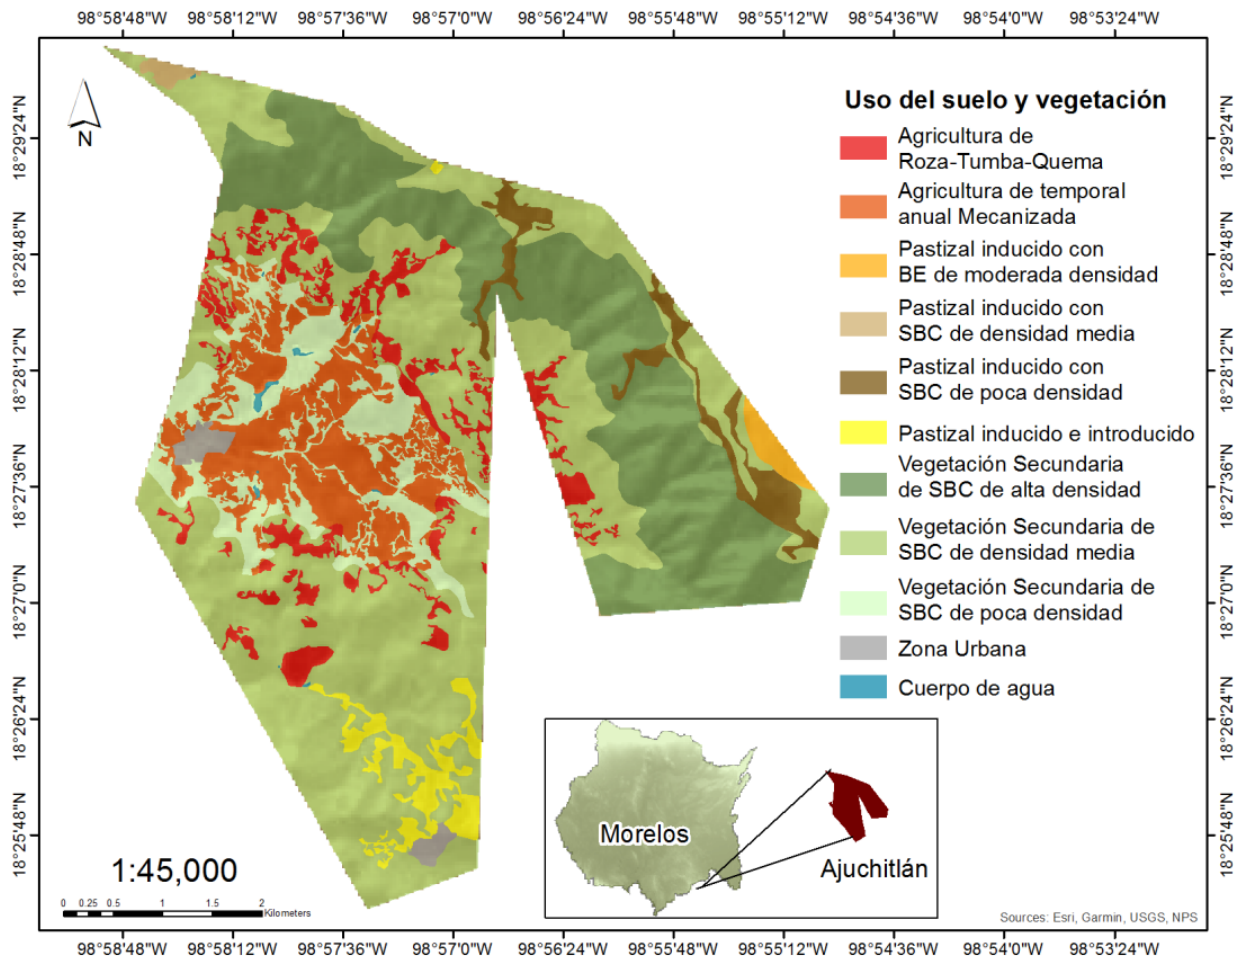 98°58'48"W 98°58'12"W 98°57'36"W 98°57'0"W 98°56'24"W 98°55'48"W 98°55'12"W 98°54'36"W 98°54'0"W 98°53'24"W
18°29'24"N
18°28'48"N
18°28'12"N
18°27'36"N
18°27'0"N
18°26'24"N
18°25'48"N
N
Uso del suelo y vegetación
Agricultura de
Roza-Tumba-Quema
Agricultura de temporal
anual Mecanizada
Pastizal inducido con
BE de moderada densidad
Pastizal inducido con
SBC de densidad media
Pastizal inducido con
SBC de poca densidad
Pastizal inducido e introducido
Vegetación Secundaria
de SBC de alta densidad
Vegetación Secundaria de
SBC de densidad media
Vegetación Secundaria de
SBC de poca densidad
Zona Urbana
Cuerpo de agua
18°29'24"N
18°28'48"N
18°28'12"N
18°27'36"N
18°27'0"N
18°26'24"N
18°25'48"N
Morelos
Ajuchitlán
1:45,000
0 0.25 0.5 1 1.5 2
Kilometers
Sources: Esri, Garmin, USGS, NPS
98°58'48"W 98°58'12"W 98°57'36"W 98°57'0"W 98°56'24"W 98°55'48"W 98°55'12"W 98°54'36"W 98°54'0"W 98°53'24"W